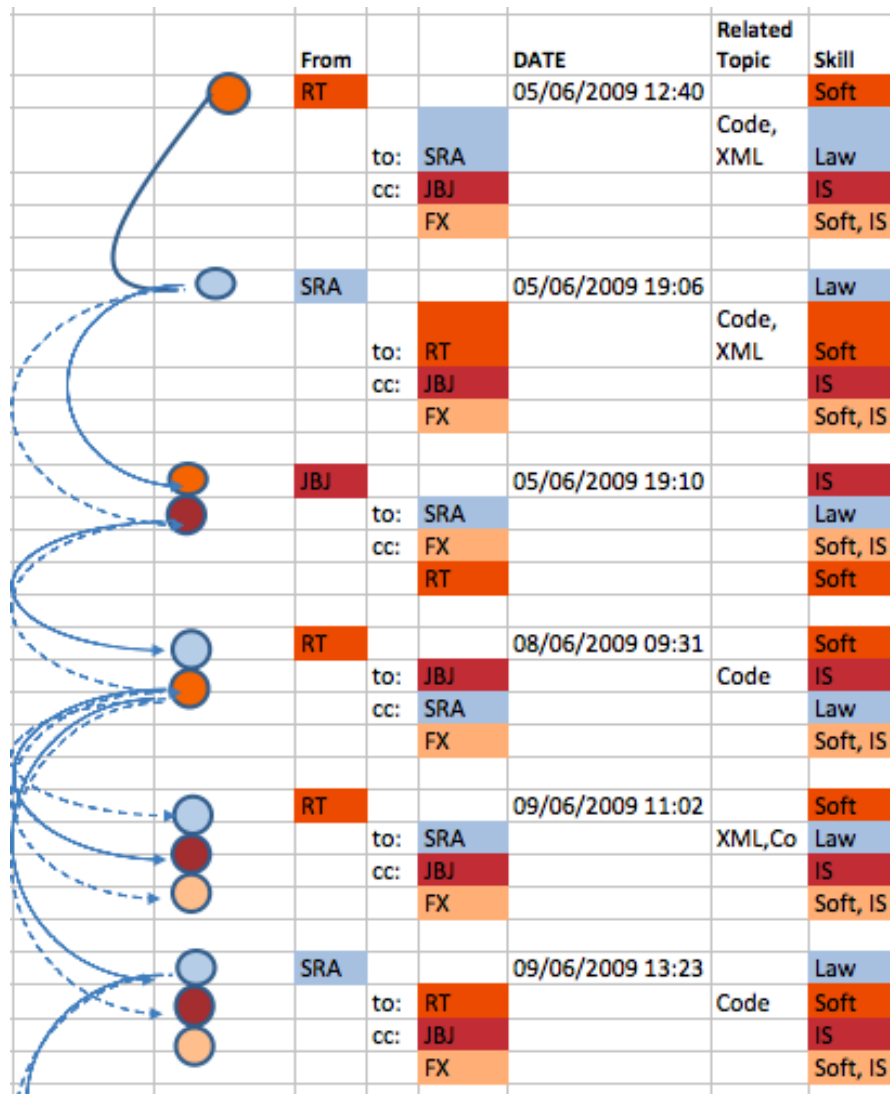 Related
From DATE Topic Skill
RT 05/06/2009 12:40 Soft
Code,
to: SRA XML Law
cc: JBJ IS
FX Soft, IS
SRA 05/06/2009 19:06 Law
Code,
to: RT XML Soft
cc: JBJ IS
FX Soft, IS
JBJ 05/06/2009 19:10 IS
to: SRA Law
cc: FX Soft, IS
RT Soft
RT 08/06/2009 09:31 Soft
to: JBJ Code IS
cc: SRA Law
FX Soft, IS
RT 09/06/2009 11:02 Soft
to: SRA XML,Co Law
cc: JBJ IS
FX Soft, IS
SRA 09/06/2009 13:23 Law
to: RT Code Soft
cc: JBJ IS
FX Soft, IS